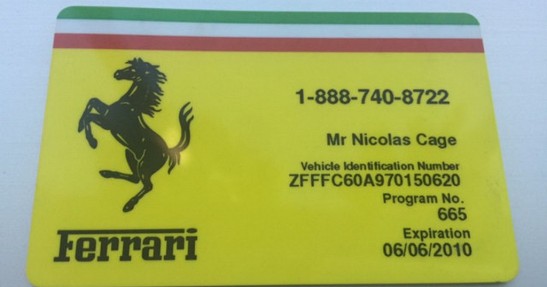 1-888-740-8722
Mr Nicolas Cage
Vehicle Identification Number
ZFFFC60A970150620
Program No.
665
Expiration
06/06/2010
Ferrari